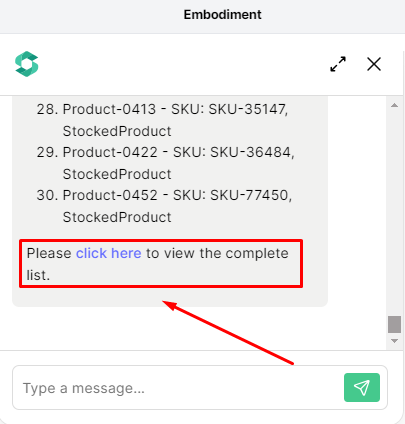 Embodiment
28. Product-0413 - SKU: SKU-35147,
StockedProduct
29. Product-0422 - SKU: SKU-36484,
StockedProduct
30. Product-0452 - SKU: SKU-77450,
StockedProduct
Please click here to view the complete
list.
Type a message...